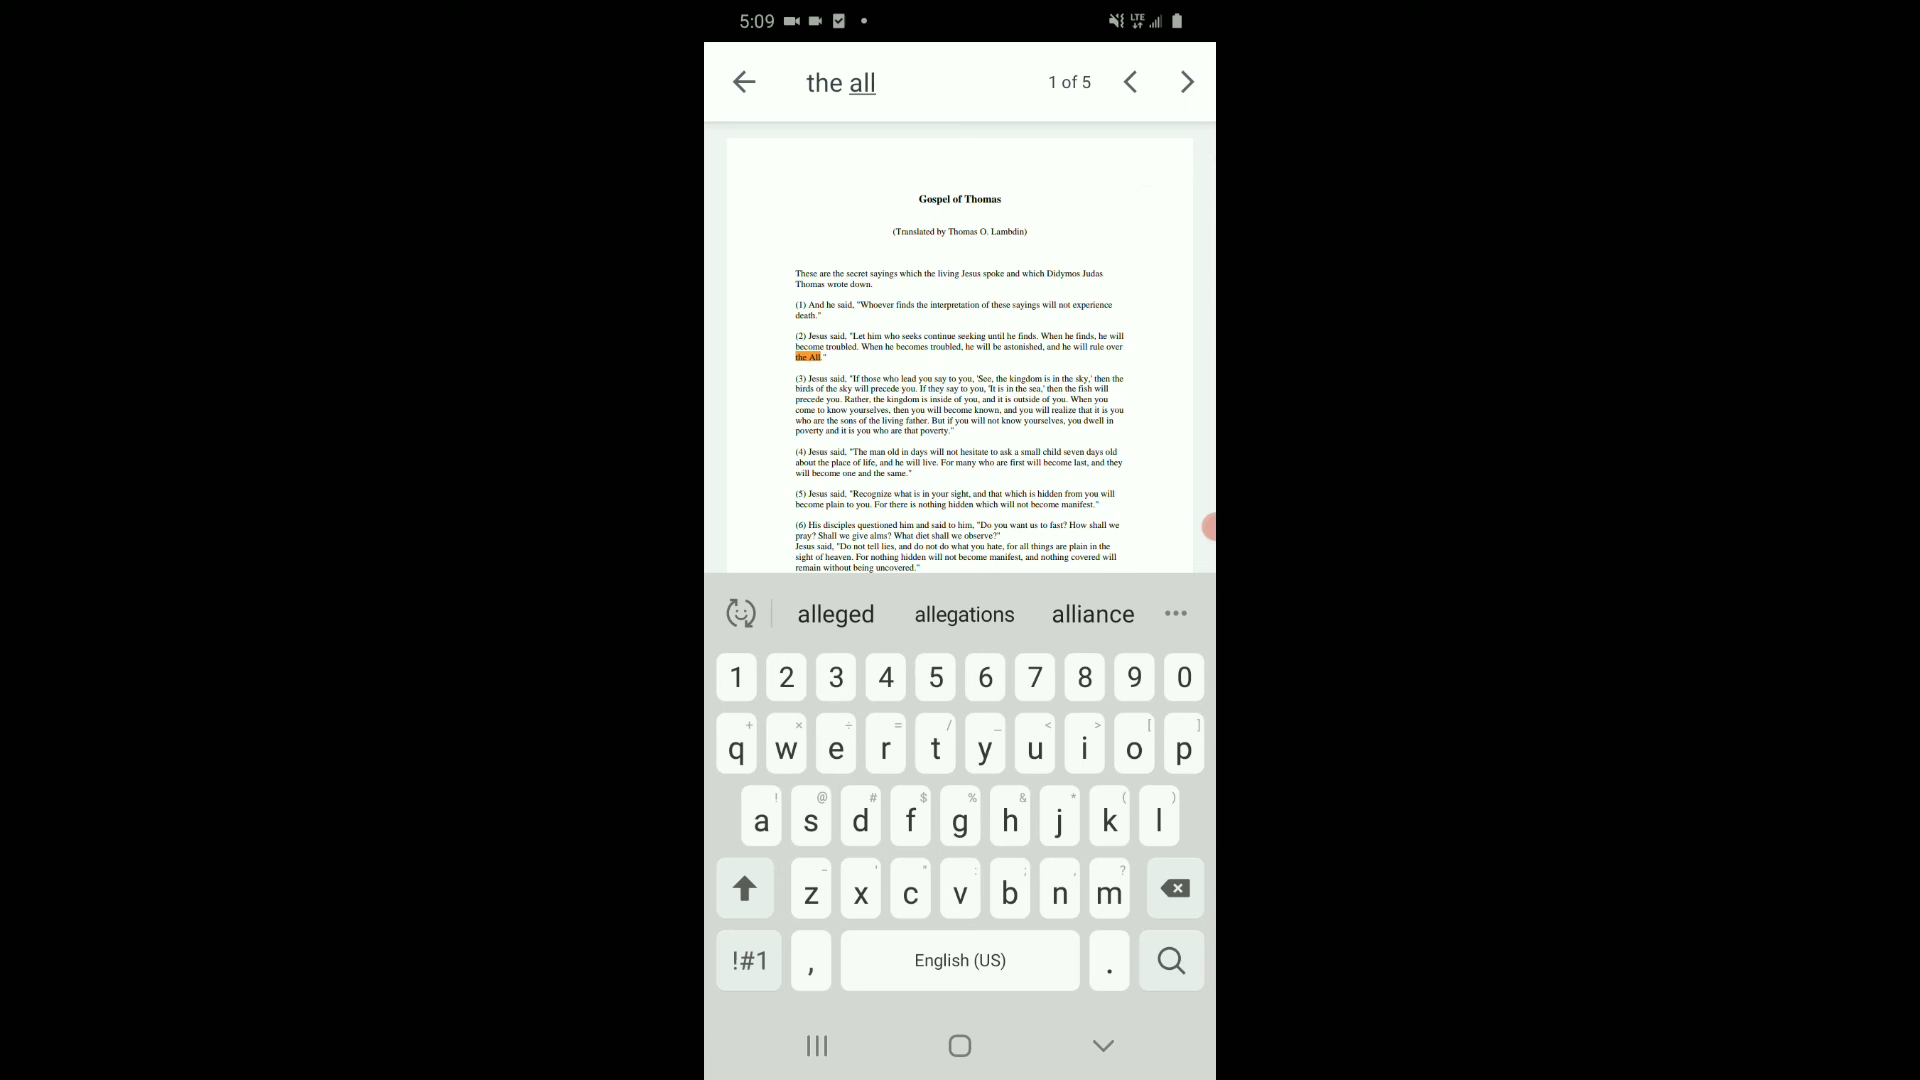 5:09 LTE
the all 1 of 5
Gospel of Thomas
(Translated by Thomas O. Lambdin)
These are the secret sayings which the living Jesus spoke and which Didymos Judas
Thomas wrote down.
(1) And he said, "Whoever finds the interpretation of these sayings will not experience
death."
(2) Jesus said, "Let him who seeks continue seeking until he finds. When he finds, he will
become troubled. When he becomes troubled, he will be astonished, and he will rule over
the All."
(3) Jesus said, "If those who lead you say to you, 'See, the kingdom is in the sky,' then the
birds of the sky will precede you. If they say to you, 'It is in the sea,' then the fish will
precede you. Rather, the kingdom is inside of you, and it is outside of you. When you
come to know yourselves, then you will become known, and you will realize that it is you
who are the sons of the living father. But if you will not know yourselves, you dwell in
poverty and it is you who are that poverty."
(4) Jesus said, "The man old in days will not hesitate to ask a small child seven days old
about the place of life, and he will live. For many who are first will become last, and they
will become one and the same."
(5) Jesus said, "Recognize what is in your sight, and that which is hidden from you will
become plain to you. For there is nothing hidden which will not become manifest."
(6) His disciples questioned him and said to him, "Do you want us to fast? How shall we
pray? Shall we give alms? What diet shall we observe?"
Jesus said, "Do not tell lies, and do not do what you hate, for all things are plain in the
sight of heaven. For nothing hidden will not become manifest, and nothing covered will
remain without being uncovered."
alleged allegations alliance
1 2 3 4 5 6 7 8 9 0
+ × ÷ = / _ < > [ ]
q w e r t y u i o p
! @ # $ % & * ( )
a s d f g h j k l
- ' " : ; , ?
z x c v b n m
!#1 , English (US) .